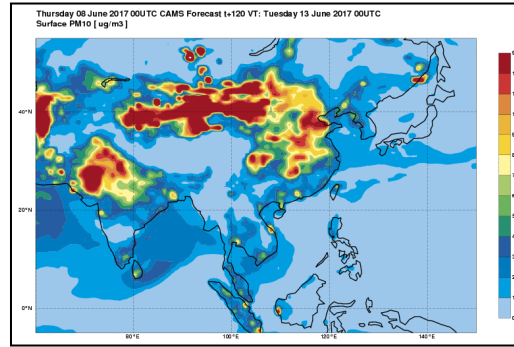 Thursday 08 June 2017 00UTC CAMS Forecast t+120 VT: Tuesday 13 June 2017 00UTC
Surface PM10 [ ug/m3 ]
40°N
20°N
0°N
80°E 100°E 120°E 140°E